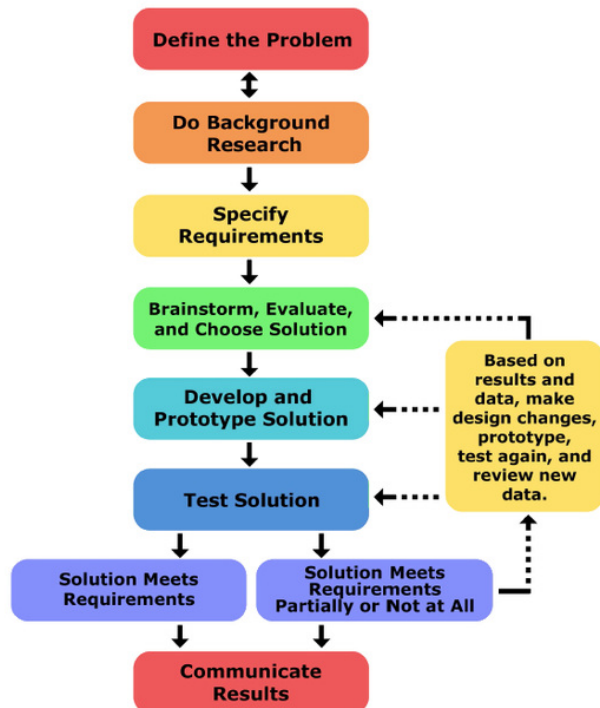 Define the Problem
Do Background
Research
Specify
Requirements
Brainstorm, Evaluate,
and Choose Solution
Develop and
Prototype Solution
Based on
results and
data, make
design changes,
prototype,
test again, and
review new
data.
Test Solution
Solution Meets
Requirements
Solution Meets
Requirements
Partially or Not at All
Communicate
Results